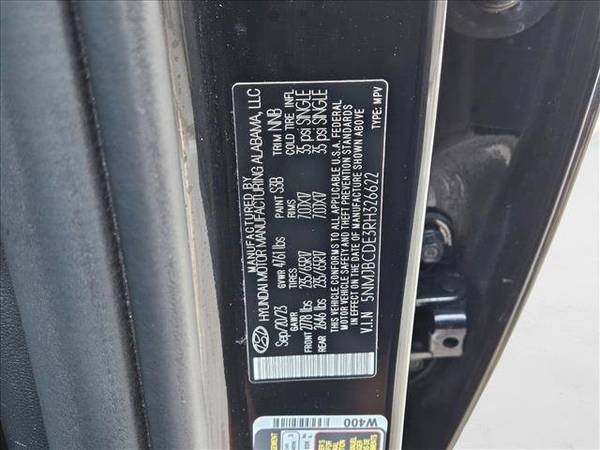 MANUFACTURED BY
HYUNDAI MOTOR MANUFACTURING ALABAMA, LLC
Sep/20/23 GVWR 4761 lbs PAINT S3B TRIM NNB
GAWR TIRES RIMS COLD TIRE INFL
FRONT 2778 lbs 235/65R17 7.0JX17 35 psi SINGLE
REAR 2646 lbs 235/65R17 7.0JX17 35 psi SINGLE
THIS VEHICLE CONFORMS TO ALL APPLICABLE U.S.A. FEDERAL
MOTOR VEHICLE SAFETY AND THEFT PREVENTION STANDARDS
IN EFFECT ON THE DATE OF MANUFACTURE SHOWN ABOVE.
V.I.N 5NMJBCDE3RH326622 TYPE: MPV
W400